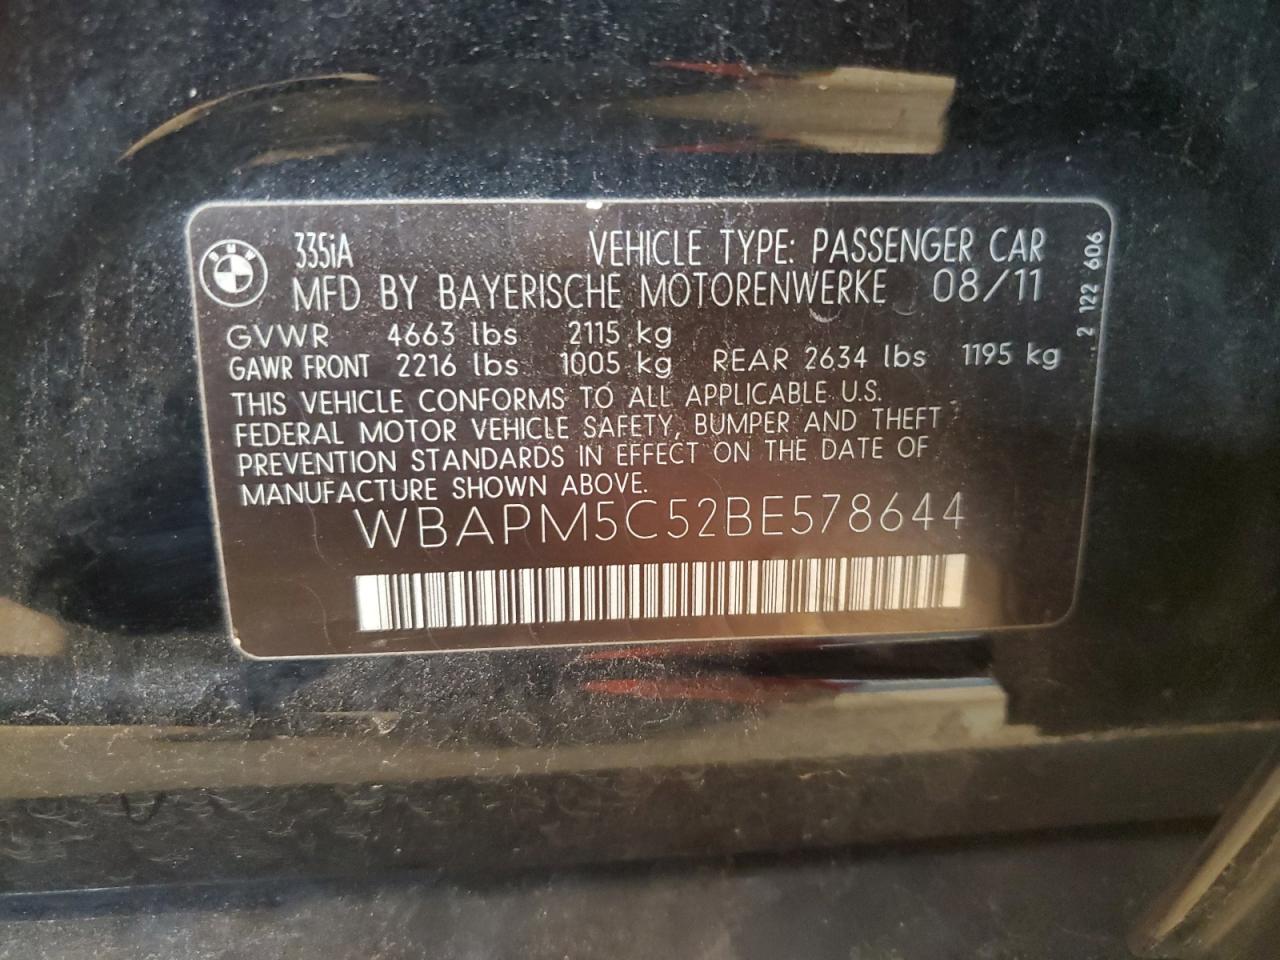 335iA VEHICLE TYPE: PASSENGER CAR
MFD BY BAYERISCHE MOTORENWERKE 08/11
GVWR 4663 lbs 2115 kg
GAWR FRONT 2216 lbs 1005 kg REAR 2634 lbs 1195 kg
THIS VEHICLE CONFORMS TO ALL APPLICABLE U.S.
FEDERAL MOTOR VEHICLE SAFETY, BUMPER AND THEFT
PREVENTION STANDARDS IN EFFECT ON THE DATE OF
MANUFACTURE SHOWN ABOVE.
WBAPM5C52BE578644
2 122 606
BMW